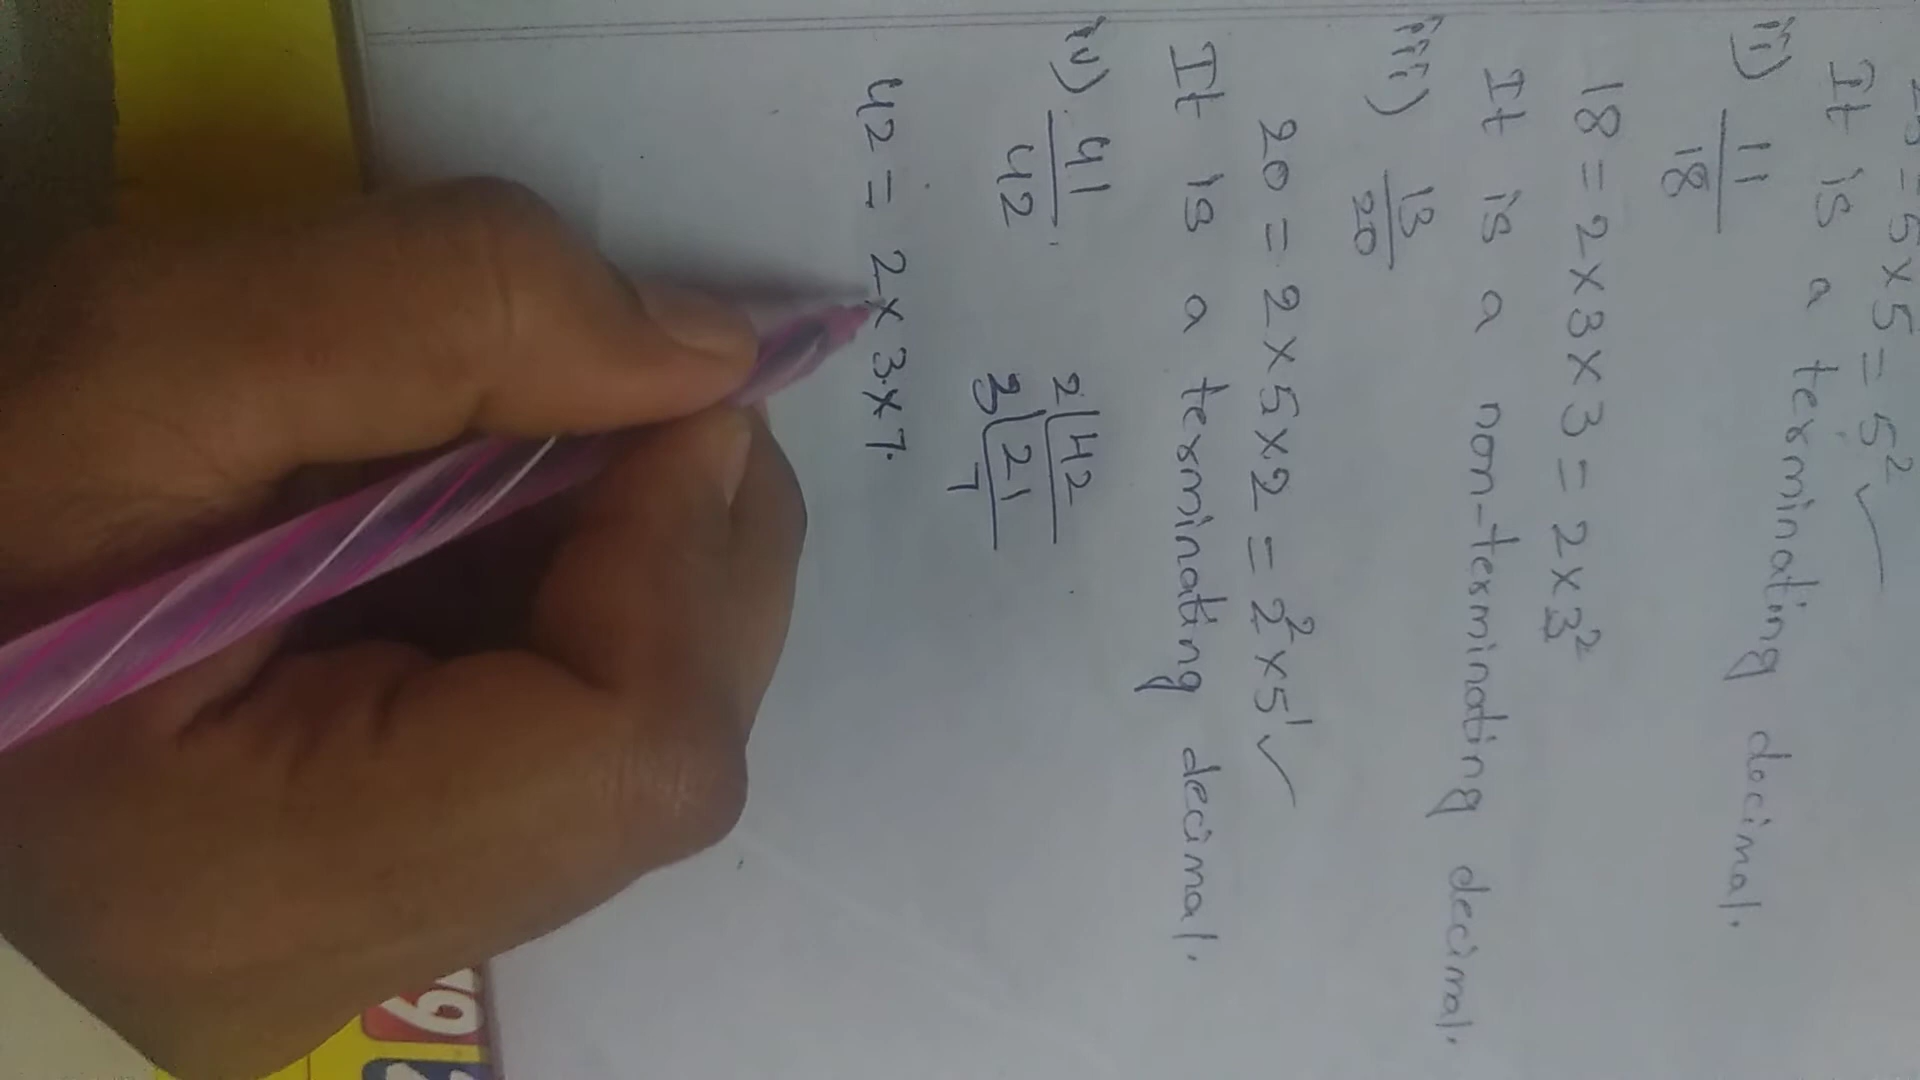 = 5×5 = 5² ✓
It is a terminating decimal.
ii) 11/18
18 = 2×3×3 = 2×3²
It is a non-terminating decimal.
iii) 13/20
20 = 2×5×2 = 2²×5¹ ✓
It is a terminating decimal.
iv) 41/42
2|42
3|21
7
42 = 2×3×7.